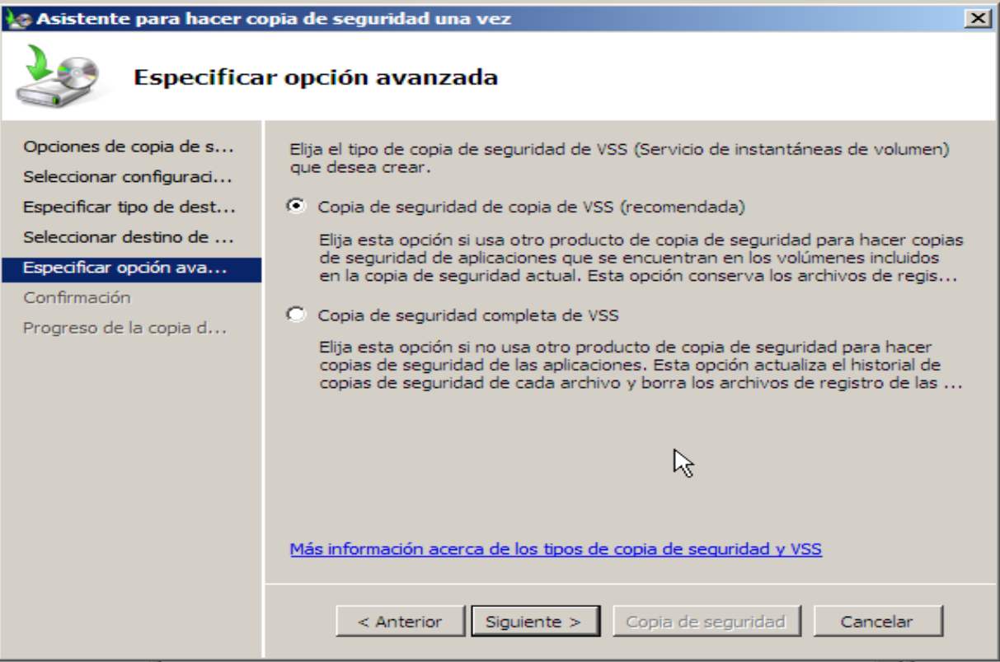 Asistente para hacer copia de seguridad una vez
Especificar opción avanzada
Opciones de copia de s...
Seleccionar configuraci...
Especificar tipo de dest...
Seleccionar destino de ...
Especificar opción ava...
Confirmación
Progreso de la copia d...
Elija el tipo de copia de seguridad de VSS (Servicio de instantáneas de volumen)
que desea crear.
Copia de seguridad de copia de VSS (recomendada)
Elija esta opción si usa otro producto de copia de seguridad para hacer copias
de seguridad de aplicaciones que se encuentran en los volúmenes incluidos
en la copia de seguridad actual. Esta opción conserva los archivos de regis...
Copia de seguridad completa de VSS
Elija esta opción si no usa otro producto de copia de seguridad para hacer
copias de seguridad de las aplicaciones. Esta opción actualiza el historial de
copias de seguridad de cada archivo y borra los archivos de registro de las ...
Más información acerca de los tipos de copia de seguridad y VSS
< Anterior
Siguiente >
Copia de seguridad
Cancelar